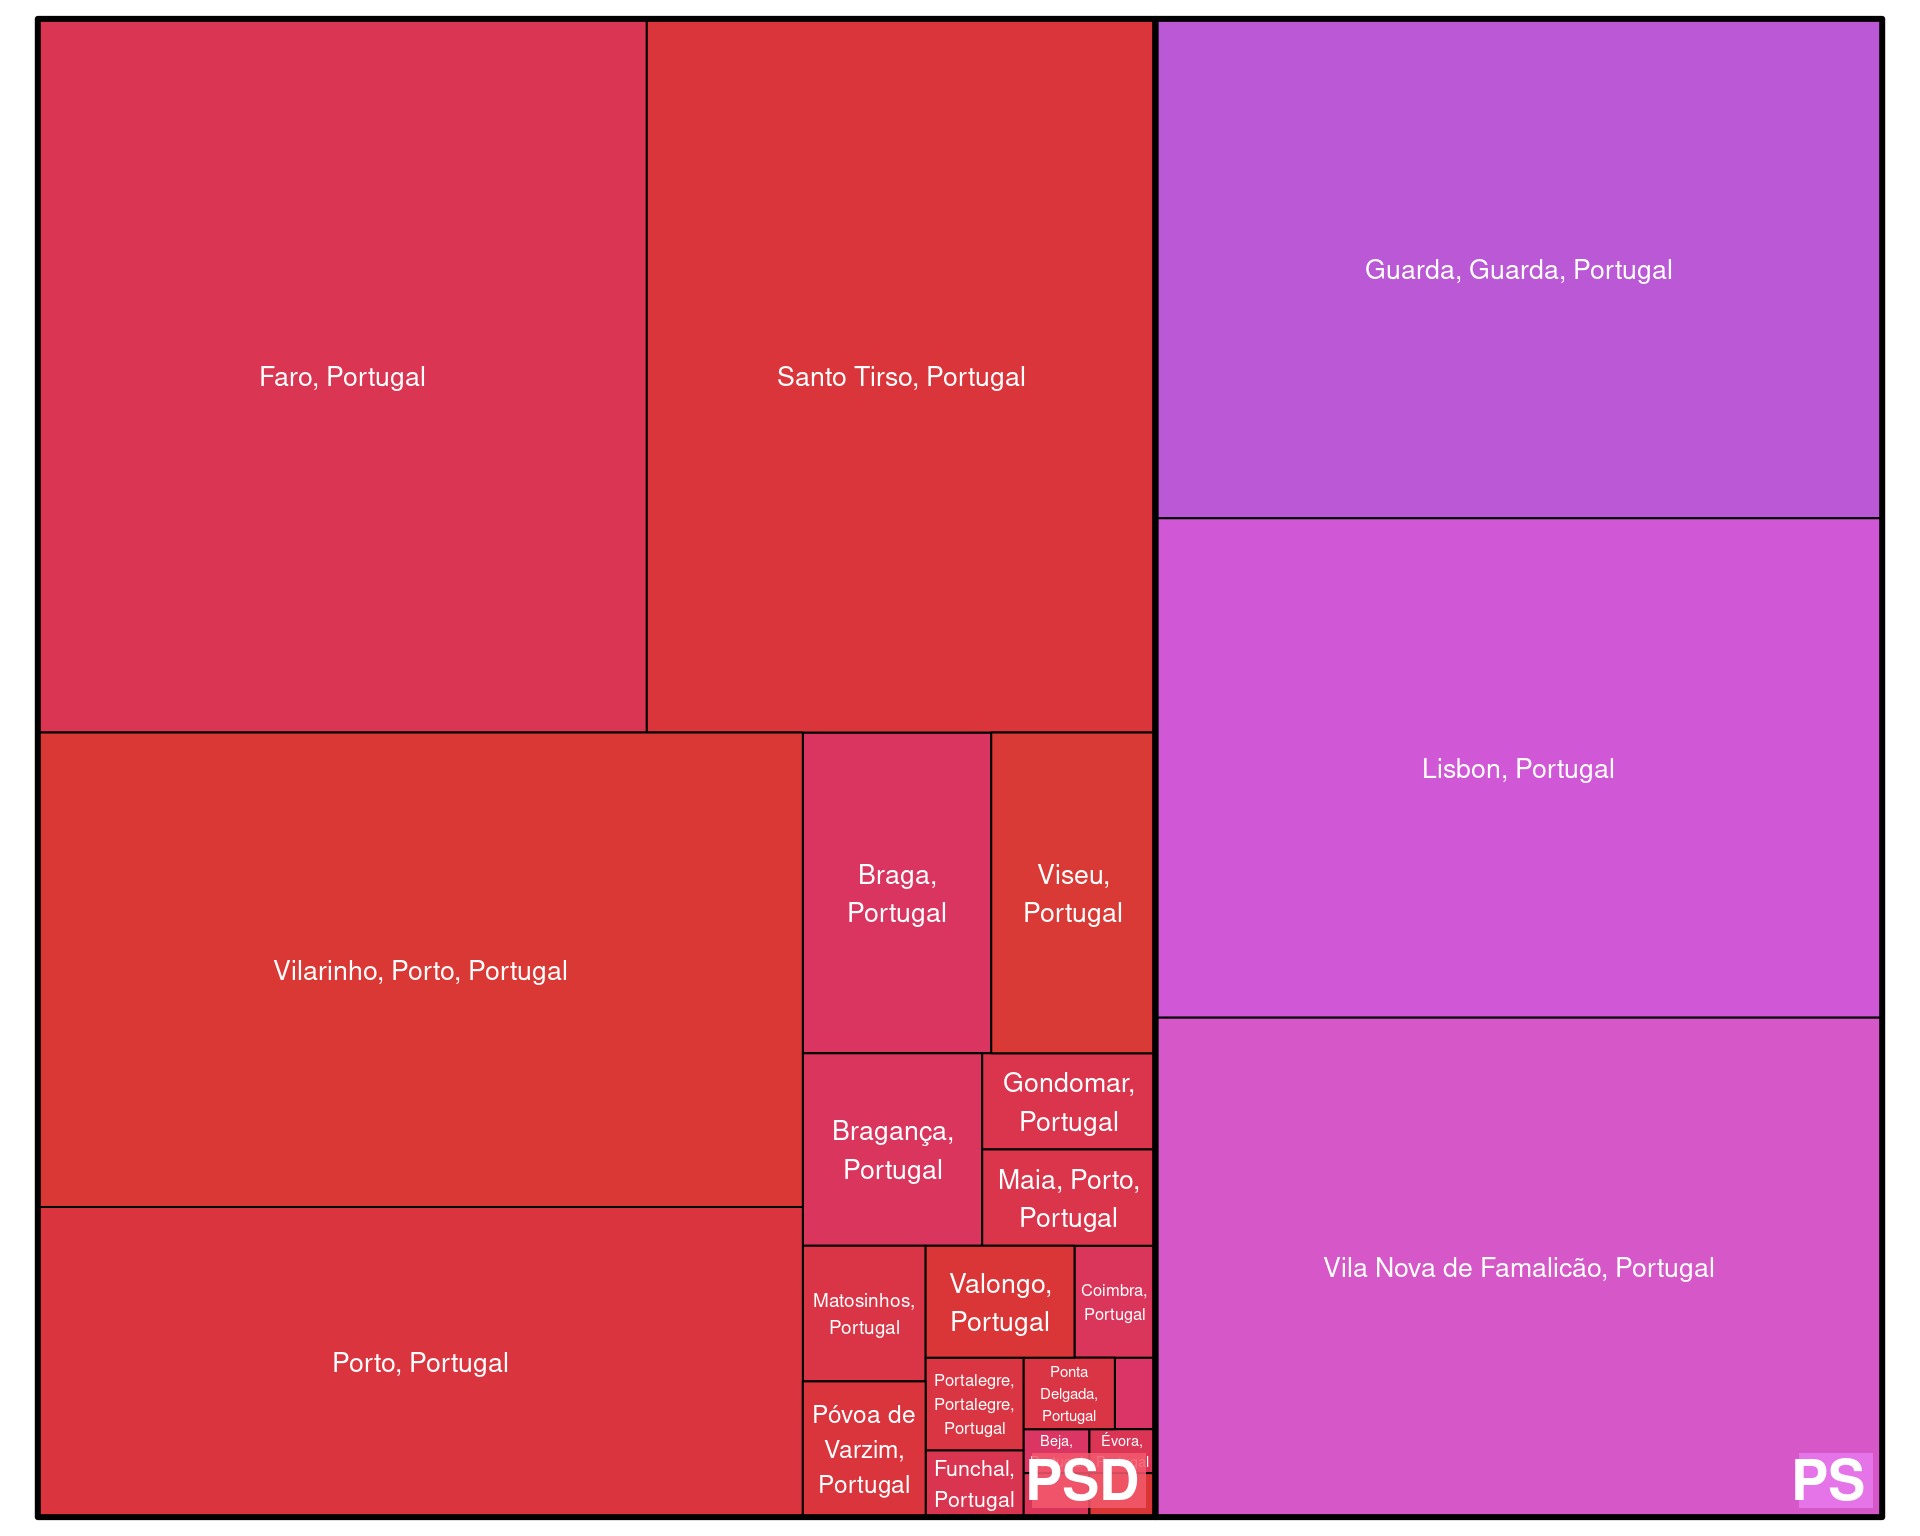 Faro, Portugal
Santo Tirso, Portugal
Guarda, Guarda, Portugal
Lisbon, Portugal
Vilarinho, Porto, Portugal
Braga,
Portugal
Viseu,
Portugal
Bragança,
Portugal
Gondomar,
Portugal
Maia, Porto,
Portugal
Vila Nova de Famalicão, Portugal
Porto, Portugal
Matosinhos,
Portugal
Valongo,
Portugal
Coimbra,
Portugal
Póvoa de
Varzim,
Portugal
Portalegre,
Portalegre,
Portugal
Ponta
Delgada,
Portugal
Funchal,
Portugal
Beja,
Évora,
PSD
PS